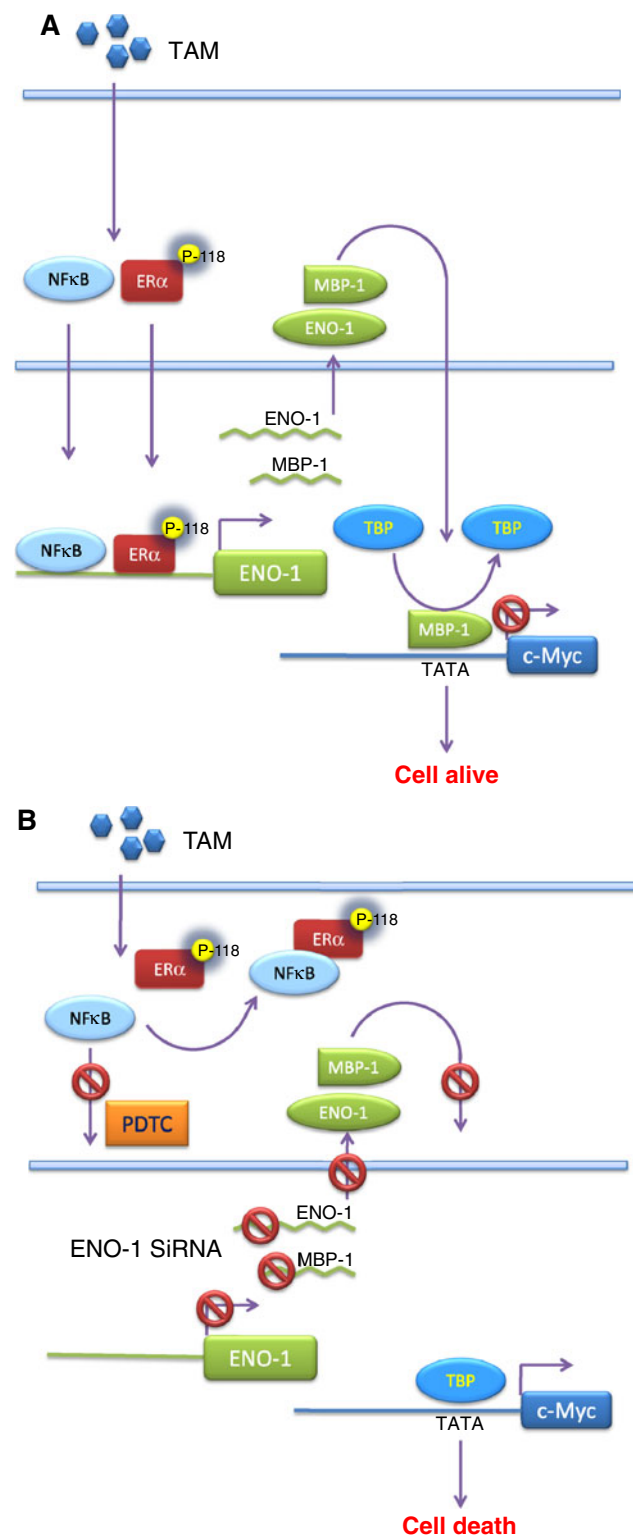 A
TAM
P-118
NFκB
ERα
MBP-1
ENO-1
ENO-1
MBP-1
P-118
TBP
TBP
NFκB
ERα
ENO-1
MBP-1
TATA
c-Myc
Cell alive
B
TAM
P-118
ERα
P-118
ERα
NFκB
NFκB
MBP-1
PDTC
ENO-1
ENO-1
ENO-1 SiRNA
MBP-1
ENO-1
TBP
TATA
c-Myc
Cell death